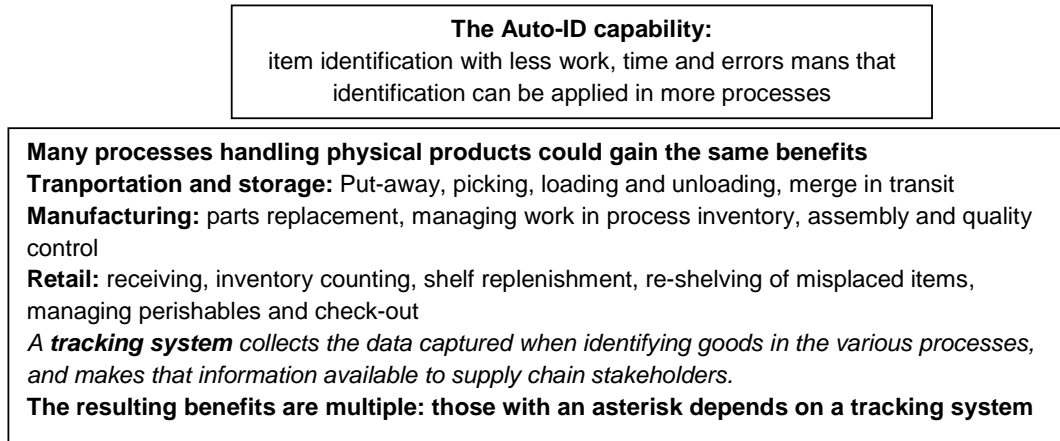 The Auto-ID capability:
item identification with less work, time and errors mans that
identification can be applied in more processes
Many processes handling physical products could gain the same benefits
Tranportation and storage: Put-away, picking, loading and unloading, merge in transit
Manufacturing: parts replacement, managing work in process inventory, assembly and quality
control
Retail: receiving, inventory counting, shelf replenishment, re-shelving of misplaced items,
managing perishables and check-out
A tracking system collects the data captured when identifying goods in the various processes,
and makes that information available to supply chain stakeholders.
The resulting benefits are multiple: those with an asterisk depends on a tracking system